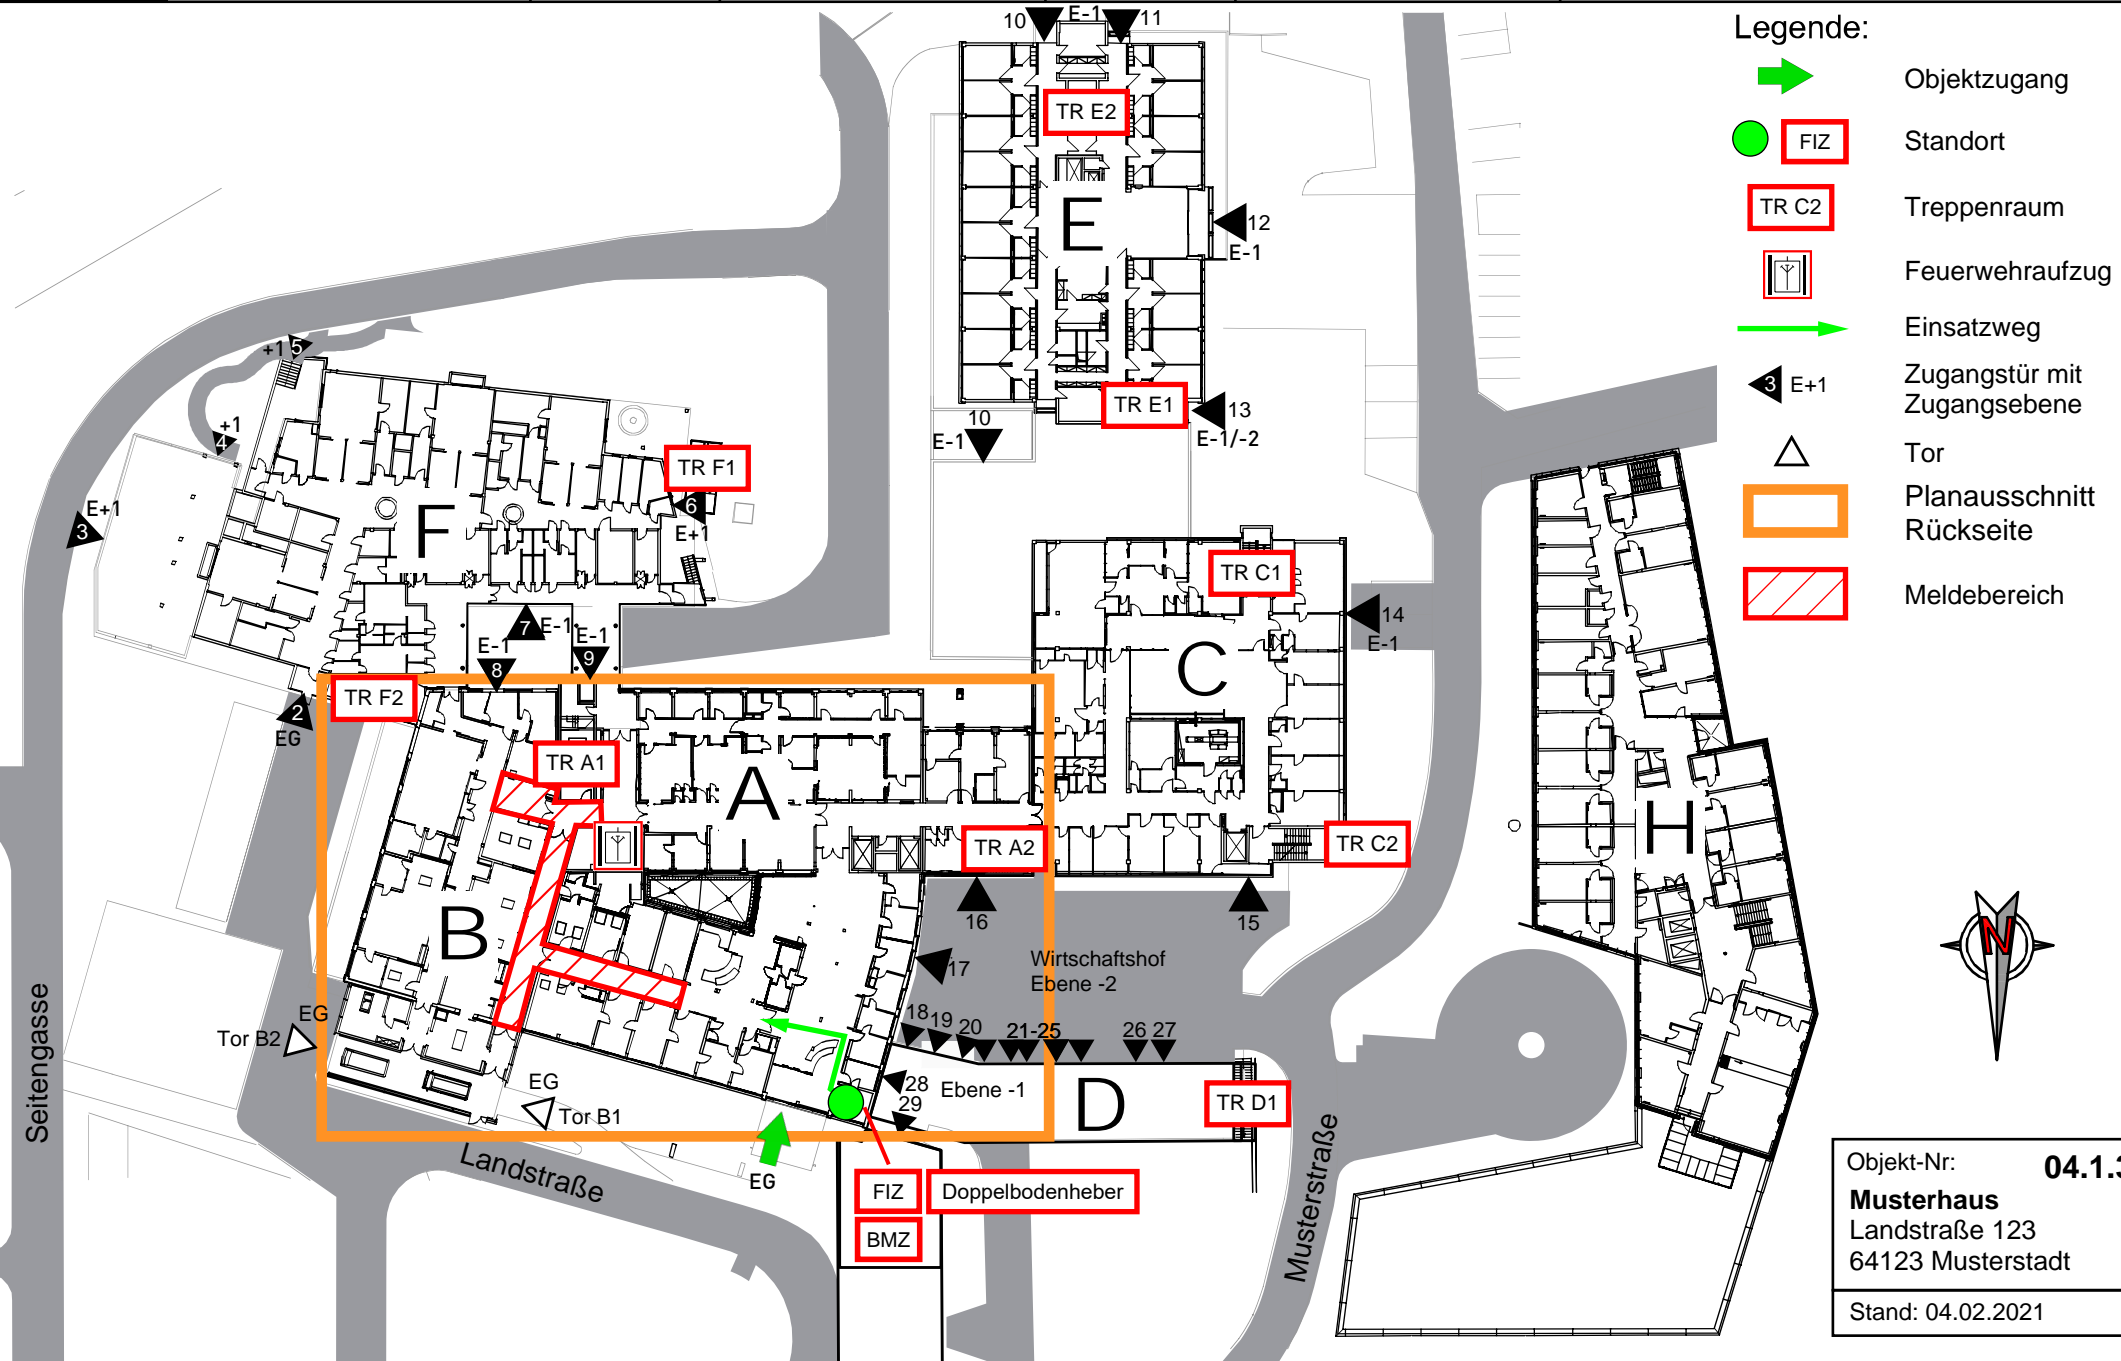 Legende:
Objektzugang
FIZ
Standort
TR C2
Treppenraum
Feuerwehraufzug
Einsatzweg
3
E+1
Zugangstür mit
Zugangsebene
Tor
Planausschnitt
Rückseite
Meldebereich
10
E-1
11
TR E2
E
12
E-1
TR E1
13
E-1/-2
10
E-1
+1
5
+1
4
E+1
3
TR F1
6
E+1
F
7
E-1
E-1
8
E-1
9
TR F2
2
EG
TR A1
A
TR A2
B
TR C1
C
14
E-1
TR C2
15
16
17
Wirtschaftshof
Ebene -2
18
19
20
21-25
26
27
28
29
Ebene -1
D
TR D1
H
N
EG
Tor B2
EG
Tor B1
EG
FIZ
Doppelbodenheber
BMZ
Seitengasse
Landstraße
Musterstraße
Objekt-Nr:
04.1.3
Musterhaus
Landstraße 123
64123 Musterstadt
Stand: 04.02.2021